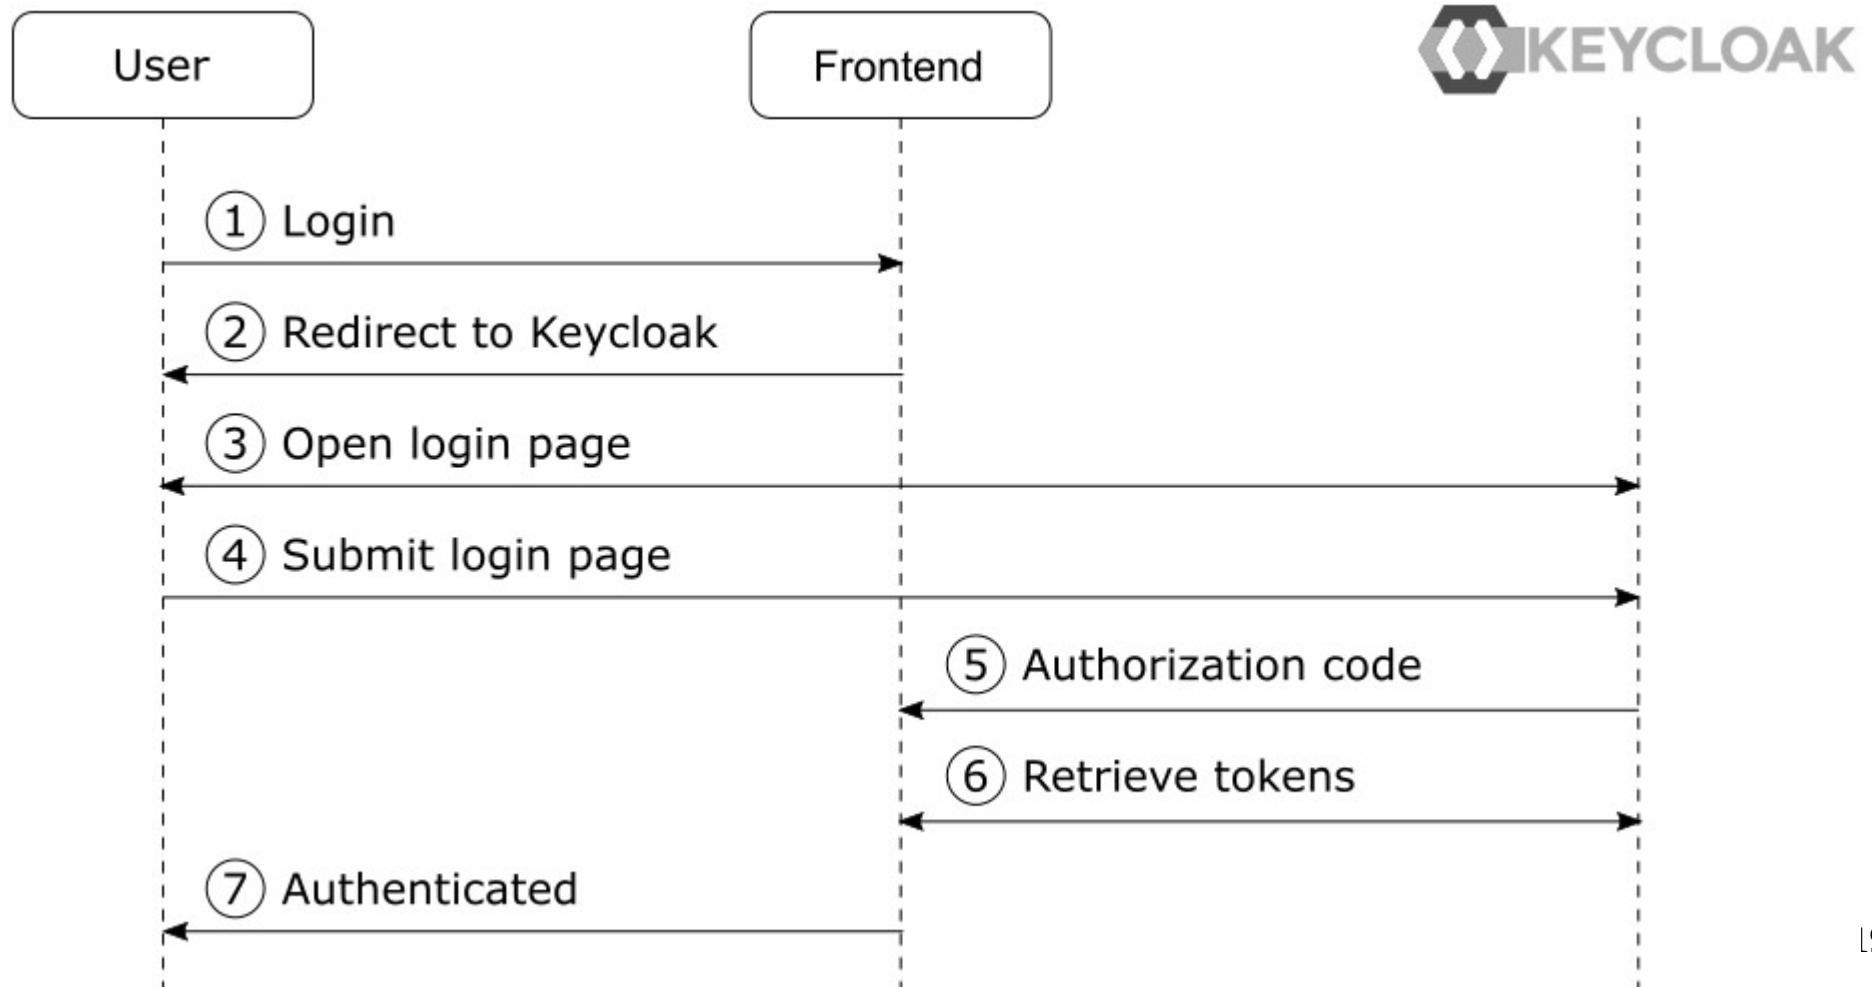 User
Frontend
KEYCLOAK
1 Login
2 Redirect to Keycloak
3 Open login page
4 Submit login page
5 Authorization code
6 Retrieve tokens
7 Authenticated